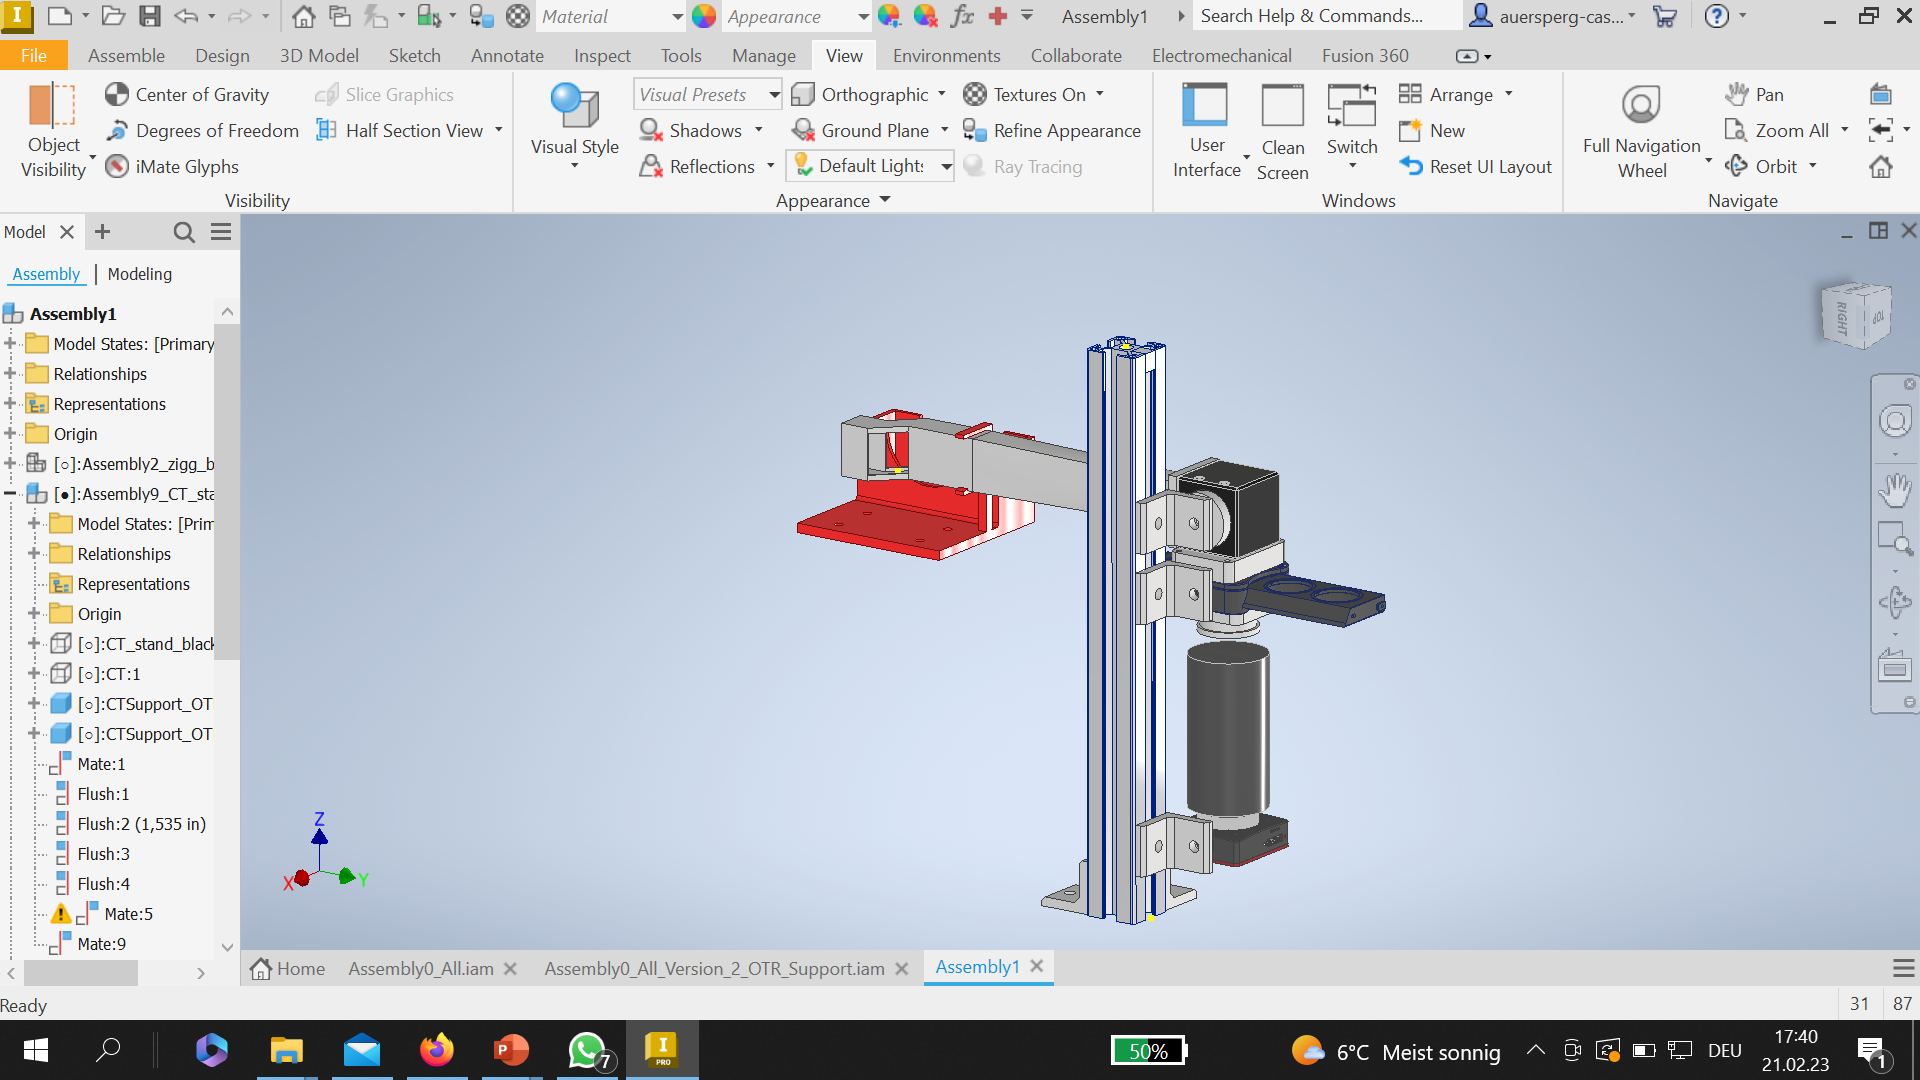 I Material Appearance fx Assembly1 Search Help & Commands... auersperg-cas... ?
File Assemble Design 3D Model Sketch Annotate Inspect Tools Manage View Environments Collaborate Electromechanical Fusion 360
Object Visibility
Center of Gravity
Degrees of Freedom
iMate Glyphs
Slice Graphics
Half Section View
Visibility
Visual Style
Visual Presets
Shadows
Reflections
Orthographic
Ground Plane
Default Lights
Textures On
Refine Appearance
Ray Tracing
Appearance
User Interface
Clean Screen
Switch
Arrange
New
Reset UI Layout
Windows
Full Navigation Wheel
Pan
Zoom All
Orbit
Navigate
Model
Assembly | Modeling
Assembly1
Model States: [Primary
Relationships
Representations
Origin
[○]:Assembly2_zigg_b
[●]:Assembly9_CT_sta
Model States: [Prim
Relationships
Representations
Origin
[○]:CT_stand_black
[○]:CT:1
[○]:CTSupport_OT
[○]:CTSupport_OT
Mate:1
Flush:1
Flush:2 (1,535 in)
Flush:3
Flush:4
Mate:5
Mate:9
RIGHT
TOP
Z
X
Y
Home Assembly0_All.iam Assembly0_All_Version_2_OTR_Support.iam Assembly1
Ready 31 87
P
7
I
PRO
50%
6°C Meist sonnig
DEU
17:40
21.02.23
1